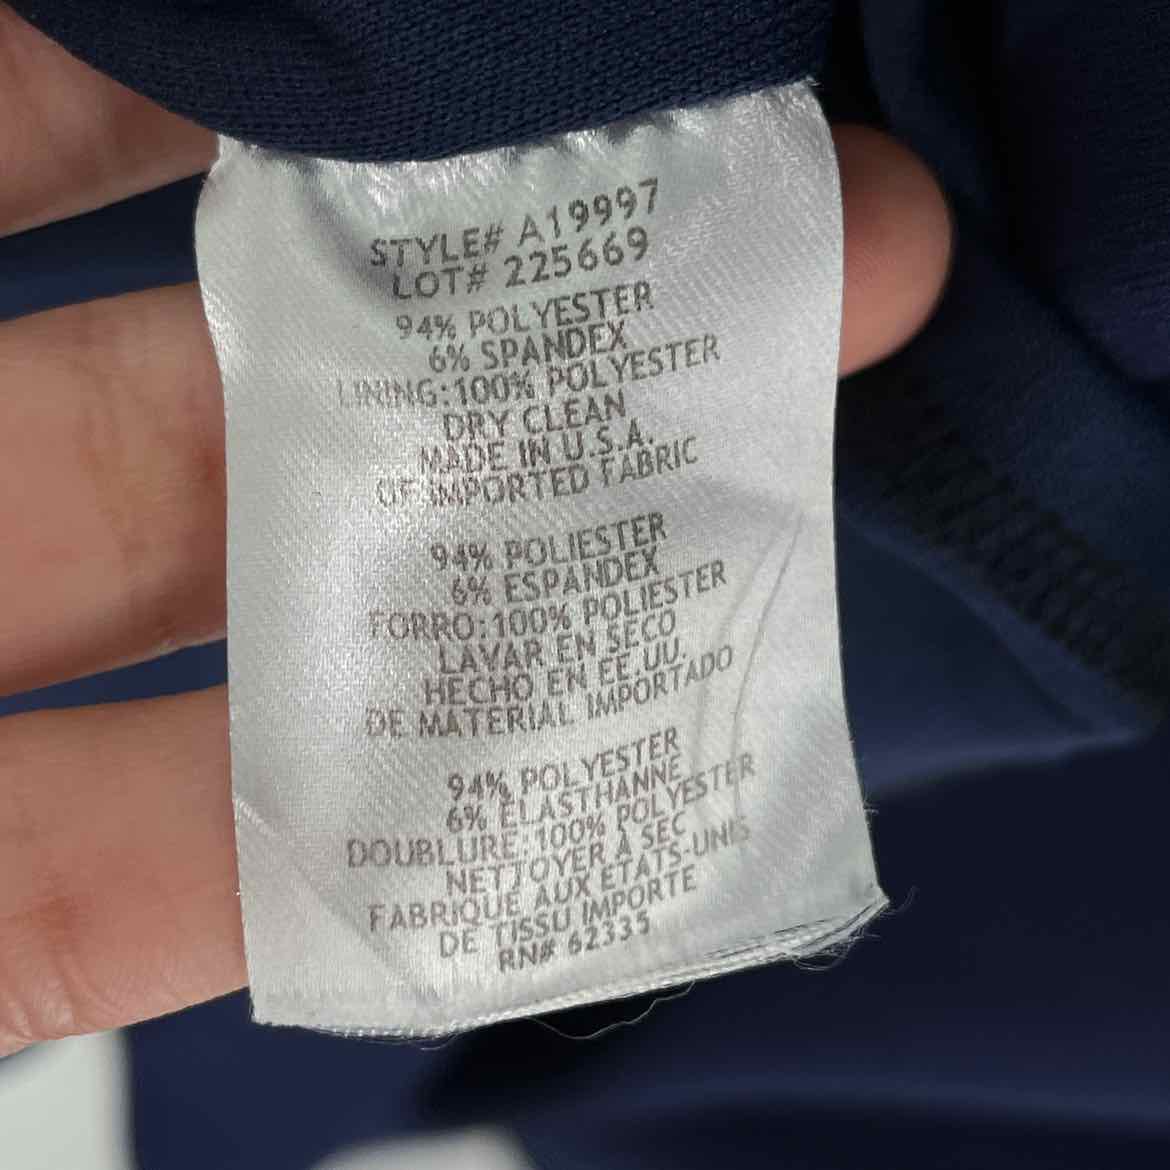 STYLE# A19997
LOT# 225669
94% POLYESTER
6% SPANDEX
LINING:100% POLYESTER
DRY CLEAN
MADE IN U.S.A.
OF IMPORTED FABRIC
94% POLIESTER
6% ESPANDEX
FORRO:100% POLIESTER
LAVAR EN SECO
HECHO EN EE.UU.
DE MATERIAL IMPORTADO
94% POLYESTER
6% ÉLASTHANNE
DOUBLURE:100% POLYESTER
NETTOYER À SEC
FABRIQUE AUX ETATS-UNIS
DE TISSU IMPORTE
RN# 62335